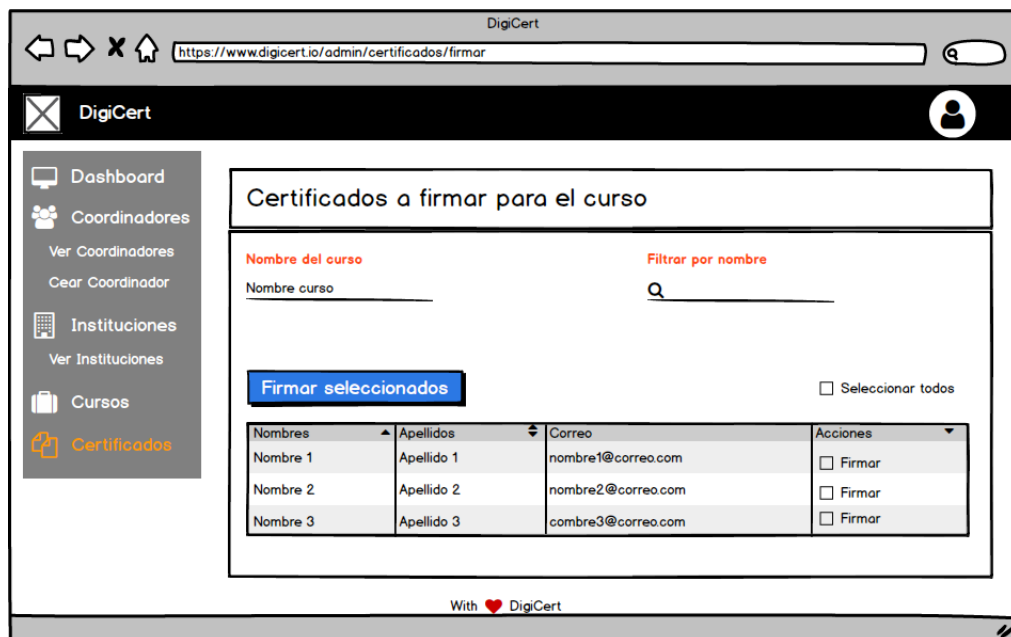 DigiCert
https://www.digicert.io/admin/certificados/firmar
DigiCert
Dashboard
Coordinadores
Ver Coordinadores
Cear Coordinador
Instituciones
Ver Instituciones
Cursos
Certificados
Certificados a firmar para el curso
Nombre del curso
Filtrar por nombre
Nombre curso
Firmar seleccionados
Seleccionar todos
Nombres Apellidos Correo Acciones
Nombre 1 Apellido 1 nombre1@correo.com Firmar
Nombre 2 Apellido 2 nombre2@correo.com Firmar
Nombre 3 Apellido 3 combre3@correo.com Firmar
With DigiCert